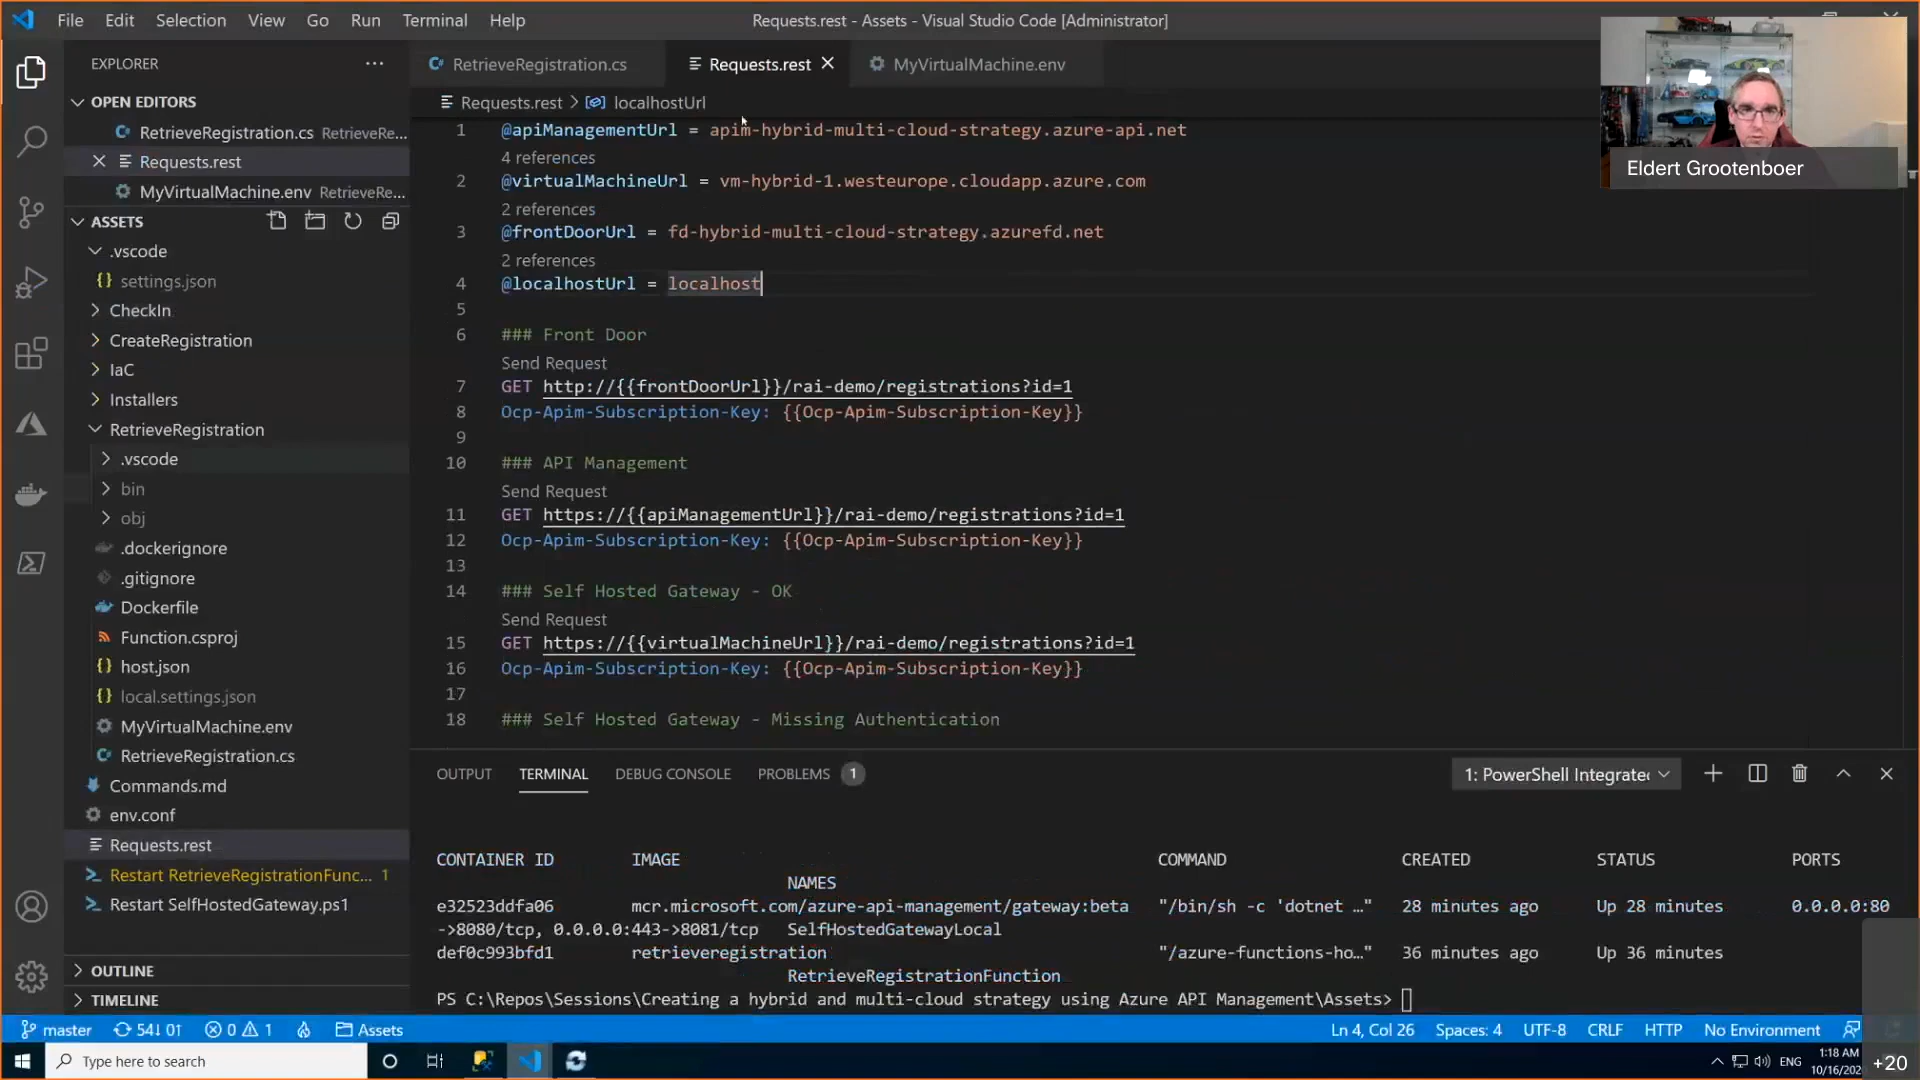 File Edit Selection View Go Run Terminal Help
Requests.rest - Assets - Visual Studio Code [Administrator]
EXPLORER
OPEN EDITORS
RetrieveRegistration.cs RetrieveRe...
Requests.rest
MyVirtualMachine.env RetrieveRe...
ASSETS
.vscode
settings.json
CheckIn
CreateRegistration
IaC
Installers
RetrieveRegistration
.vscode
bin
obj
.dockerignore
.gitignore
Dockerfile
Function.csproj
host.json
local.settings.json
MyVirtualMachine.env
RetrieveRegistration.cs
Commands.md
env.conf
Requests.rest
Restart RetrieveRegistrationFunc... 1
Restart SelfHostedGateway.ps1
OUTLINE
TIMELINE
RetrieveRegistration.cs Requests.rest MyVirtualMachine.env
Requests.rest > localhostUrl
1 @apiManagementUrl = apim-hybrid-multi-cloud-strategy.azure-api.net
4 references
2 @virtualMachineUrl = vm-hybrid-1.westeurope.cloudapp.azure.com
2 references
3 @frontDoorUrl = fd-hybrid-multi-cloud-strategy.azurefd.net
2 references
4 @localhostUrl = localhost
5
6 ### Front Door
Send Request
7 GET http://{{frontDoorUrl}}/rai-demo/registrations?id=1
8 Ocp-Apim-Subscription-Key: {{Ocp-Apim-Subscription-Key}}
9
10 ### API Management
Send Request
11 GET https://{{apiManagementUrl}}/rai-demo/registrations?id=1
12 Ocp-Apim-Subscription-Key: {{Ocp-Apim-Subscription-Key}}
13
14 ### Self Hosted Gateway - OK
Send Request
15 GET https://{{virtualMachineUrl}}/rai-demo/registrations?id=1
16 Ocp-Apim-Subscription-Key: {{Ocp-Apim-Subscription-Key}}
17
18 ### Self Hosted Gateway - Missing Authentication
Eldert Grootenboer
OUTPUT TERMINAL DEBUG CONSOLE PROBLEMS 1
1: PowerShell Integrate
CONTAINER ID IMAGE COMMAND CREATED STATUS PORTS
NAMES
e32523ddfa06 mcr.microsoft.com/azure-api-management/gateway:beta "/bin/sh -c 'dotnet …" 28 minutes ago Up 28 minutes 0.0.0.0:80
->8080/tcp, 0.0.0.0:443->8081/tcp SelfHostedGatewayLocal
def0c993bfd1 retrieveregistration "/azure-functions-ho…" 36 minutes ago Up 36 minutes
RetrieveRegistrationFunction
PS C:\Repos\Sessions\Creating a hybrid and multi-cloud strategy using Azure API Management\Assets>
master 54↓ 0↑ 0 1 Assets
Ln 4, Col 26 Spaces: 4 UTF-8 CRLF HTTP No Environment
Type here to search
ENG
1:18 AM
+20